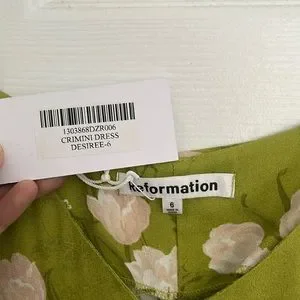 1303868DZR006
CRIMINI DRESS
DESIREE-6
Reformation
6